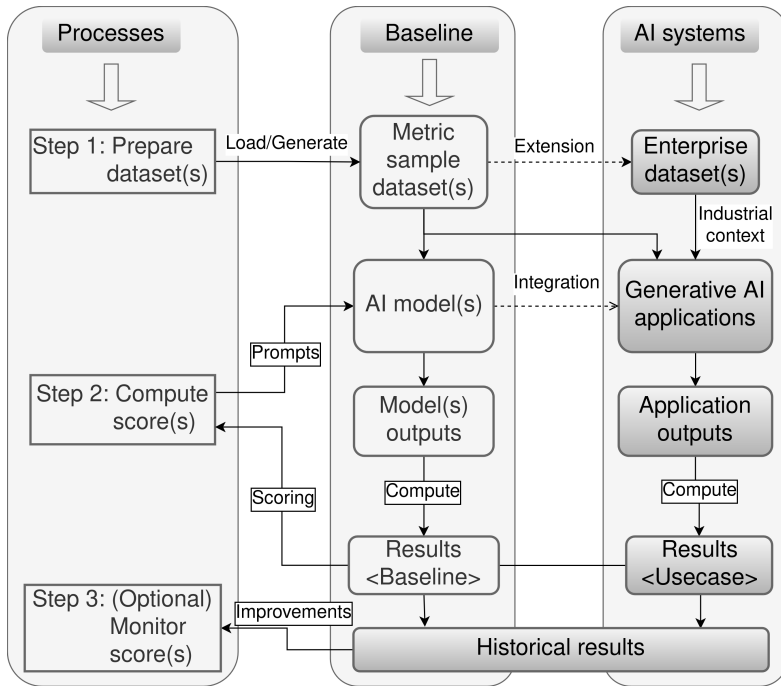 Processes
Baseline
AI systems
Step 1: Prepare
dataset(s)
Load/Generate
Metric
sample
dataset(s)
Extension
Enterprise
dataset(s)
Industrial
context
AI model(s)
Integration
Generative AI
applications
Prompts
Step 2: Compute
score(s)
Model(s)
outputs
Application
outputs
Scoring
Compute
Compute
Results
<Baseline>
Results
<Usecase>
Step 3: (Optional)
Monitor
score(s)
Improvements
Historical results